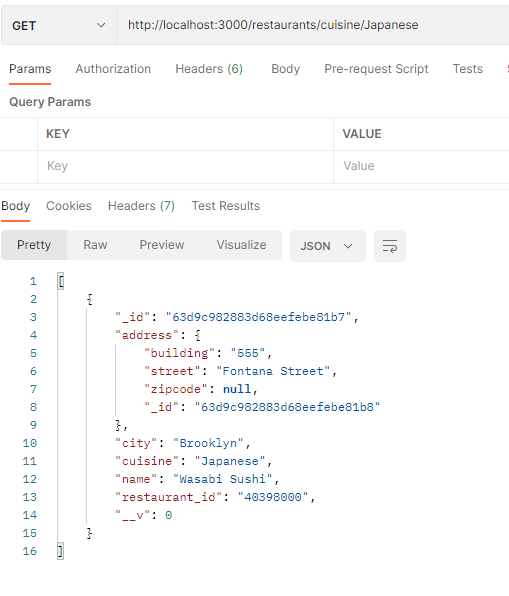 GET http://localhost:3000/restaurants/cuisine/Japanese
Params Authorization Headers (6) Body Pre-request Script Tests
Query Params
KEY VALUE
Key Value
Body Cookies Headers (7) Test Results
Pretty Raw Preview Visualize JSON
1 [
2 {
3 "_id": "63d9c982883d68eefebe81b7",
4 "address": {
5 "building": "555",
6 "street": "Fontana Street",
7 "zipcode": null,
8 "_id": "63d9c982883d68eefebe81b8"
9 },
10 "city": "Brooklyn",
11 "cuisine": "Japanese",
12 "name": "Wasabi Sushi",
13 "restaurant_id": "40398000",
14 "__v": 0
15 }
16 ]